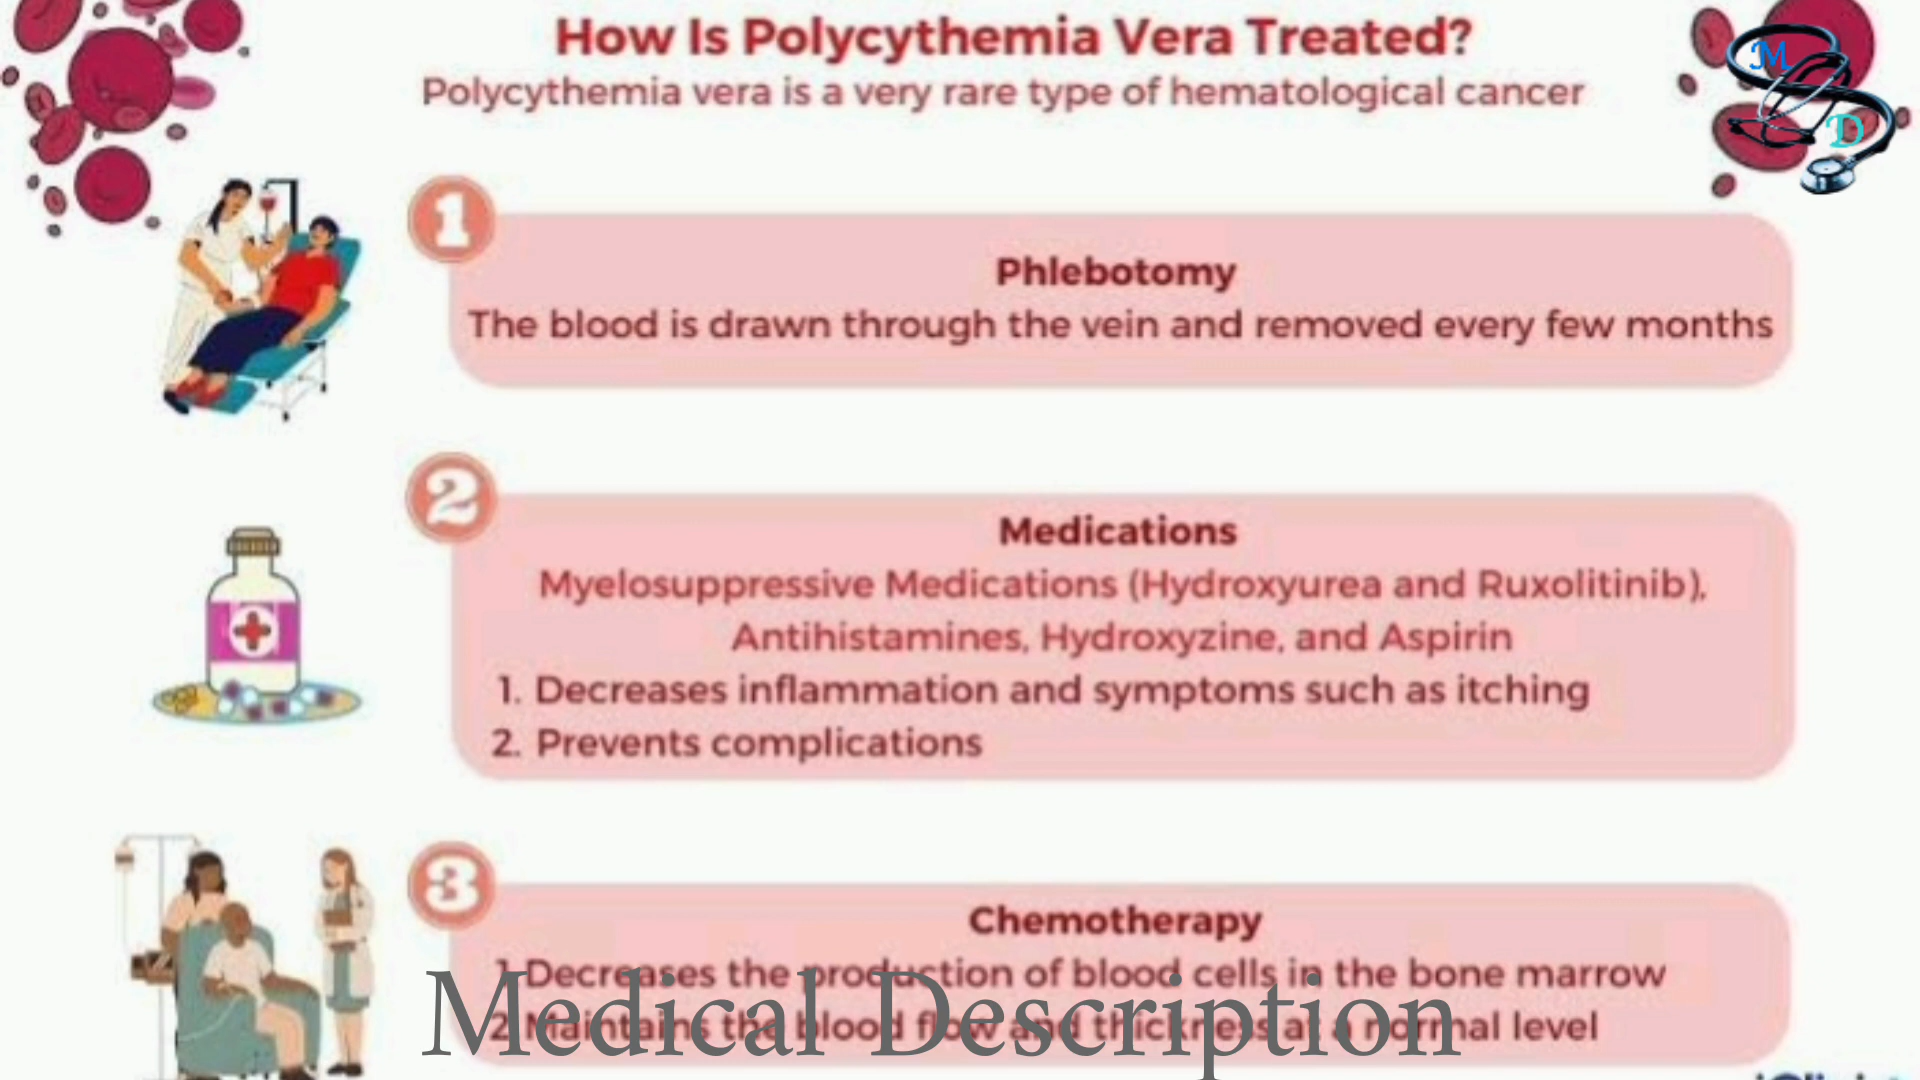 How Is Polycythemia Vera Treated?
Polycythemia vera is a very rare type of hematological cancer
M
D
1
Phlebotomy
The blood is drawn through the vein and removed every few months
2
Medications
Myelosuppressive Medications (Hydroxyurea and Ruxolitinib),
Antihistamines, Hydroxyzine, and Aspirin
1. Decreases inflammation and symptoms such as itching
2. Prevents complications
3
Chemotherapy
1. Decreases the production of blood cells in the bone marrow
2. Maintains the blood flow and thickness at a normal level
Medical Description